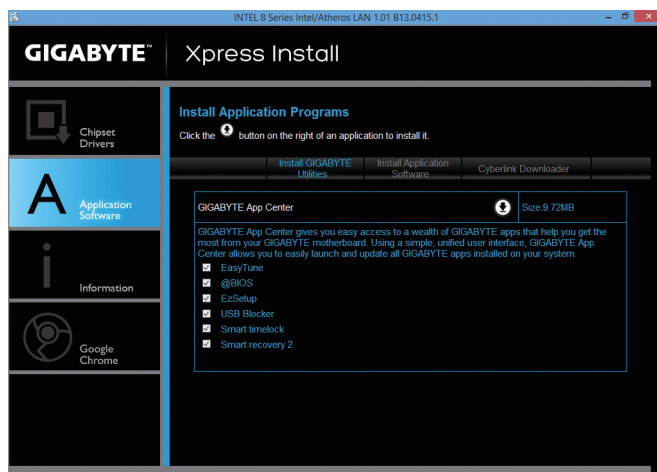 INTEL 8 Series Intel/Atheros LAN 1.01 B13.0415.1
GIGABYTE™
Xpress Install
Chipset
Drivers
Application
Software
Information
Google
Chrome
Install Application Programs
Click the button on the right of an application to install it.
Install GIGABYTE
Utilities
Install Application
Software
Cyberlink Downloader
GIGABYTE App Center
Size:9.72MB
GIGABYTE App Center gives you easy access to a wealth of GIGABYTE apps that help you get the
most from your GIGABYTE motherboard. Using a simple, unified user interface, GIGABYTE App
Center allows you to easily launch and update all GIGABYTE apps installed on your system.
EasyTune
@BIOS
EzSetup
USB Blocker
Smart timelock
Smart recovery 2